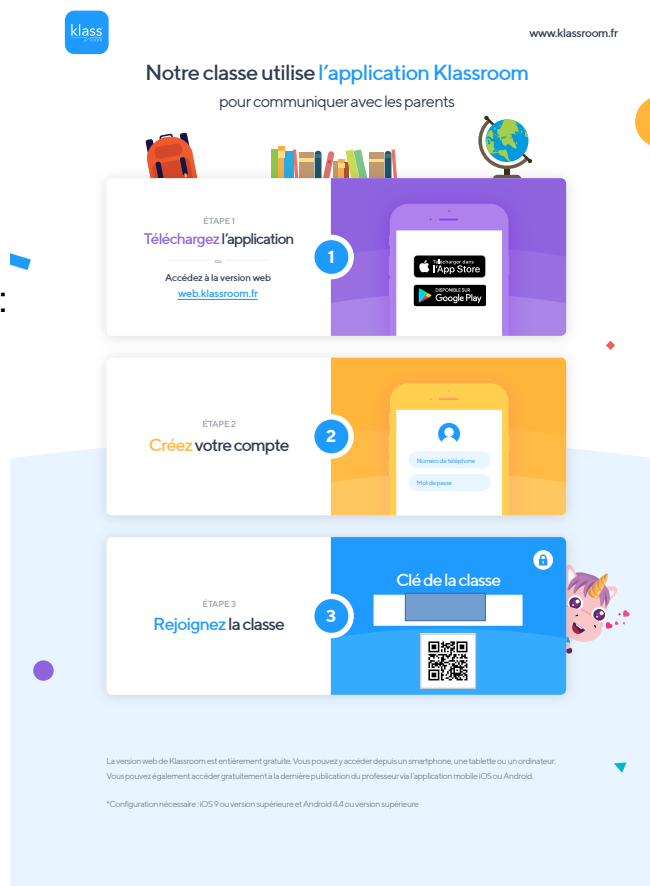 klass
room
www.klassroom.fr
Notre classe utilise l'application Klassroom
pour communiquer avec les parents
ÉTAPE 1
Téléchargez l'application
ou
Accédez à la version web
web.klassroom.fr
1
Télécharger dans
l'App Store
DISPONIBLE SUR
Google Play
ÉTAPE 2
Créez votre compte
2
Numéro de téléphone
Mot de passe
ÉTAPE 3
Rejoignez la classe
3
Clé de la classe
La version web de Klassroom est entièrement gratuite. Vous pouvez y accéder depuis un smartphone, une tablette ou un ordinateur.
Vous pouvez également accéder gratuitement à la dernière publication du professeur via l'application mobile iOS ou Android.
*Configuration nécessaire : iOS 9 ou version supérieure et Android 4.4 ou version supérieure